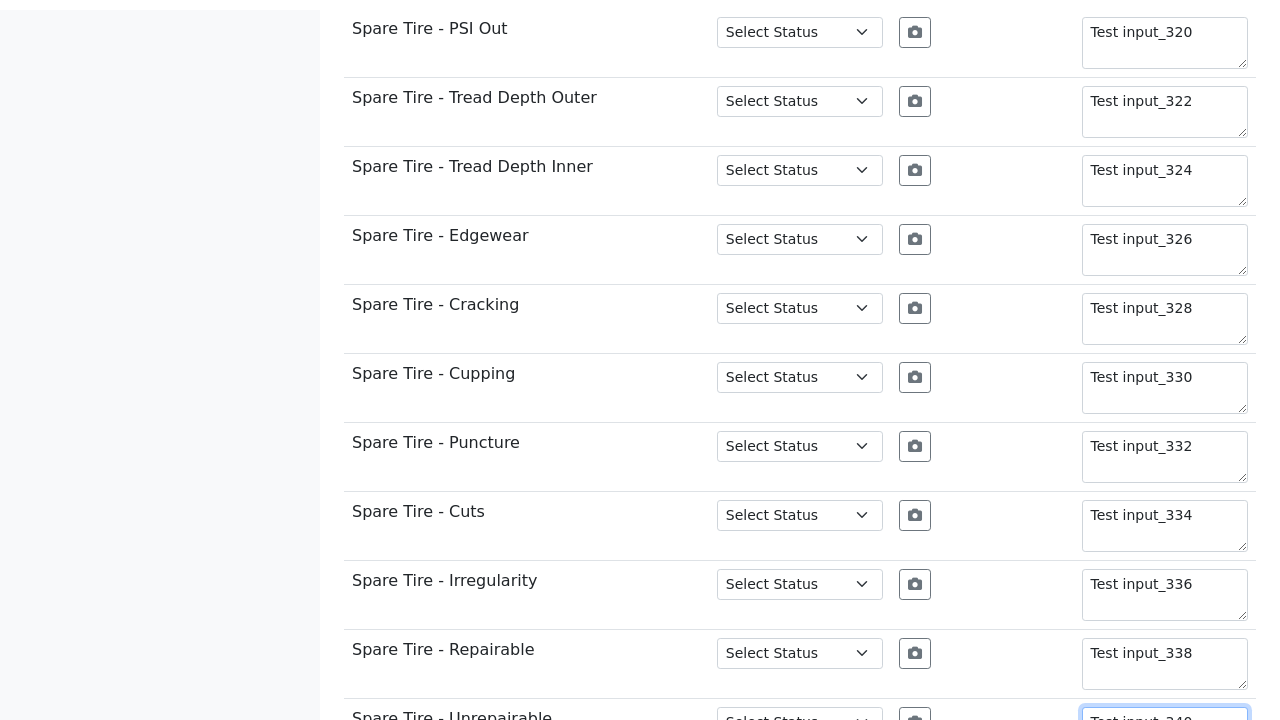 Spare Tire - PSI Out Select Status Test input_320
Spare Tire - Tread Depth Outer Select Status Test input_322
Spare Tire - Tread Depth Inner Select Status Test input_324
Spare Tire - Edgewear Select Status Test input_326
Spare Tire - Cracking Select Status Test input_328
Spare Tire - Cupping Select Status Test input_330
Spare Tire - Puncture Select Status Test input_332
Spare Tire - Cuts Select Status Test input_334
Spare Tire - Irregularity Select Status Test input_336
Spare Tire - Repairable Select Status Test input_338
Spare Tire - Unrepairable Select Status Test input_340